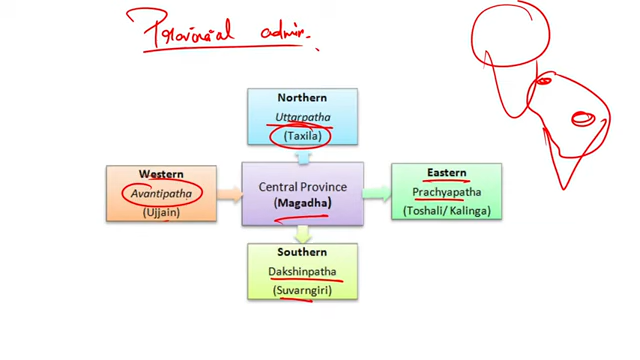 Provincial admin.
Northern
Uttarpatha
(Taxila)
Western
Avantipatha
(Ujjain)
Central Province
(Magadha)
Eastern
Prachyapatha
(Toshali/ Kalinga)
Southern
Dakshinpatha
(Suvarngiri)